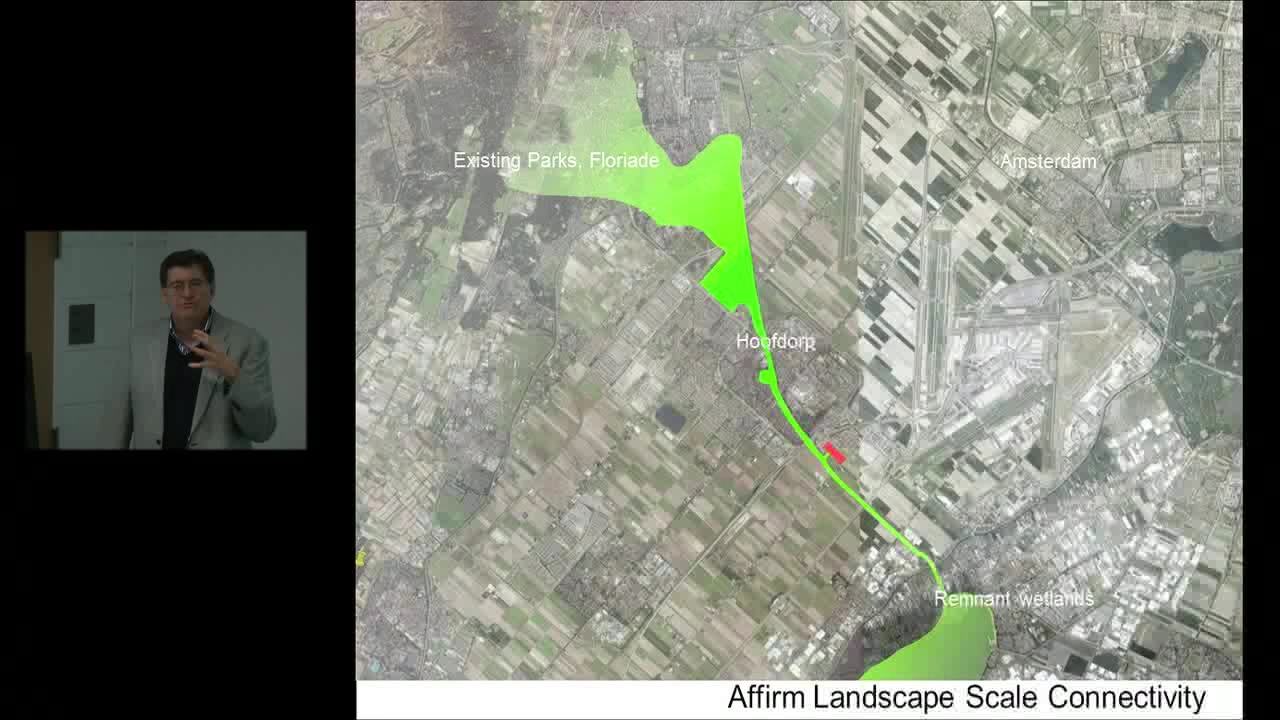 Existing Parks, Floriade
Amsterdam
Hoofdorp
Remnant wetlands
Affirm Landscape Scale Connectivity